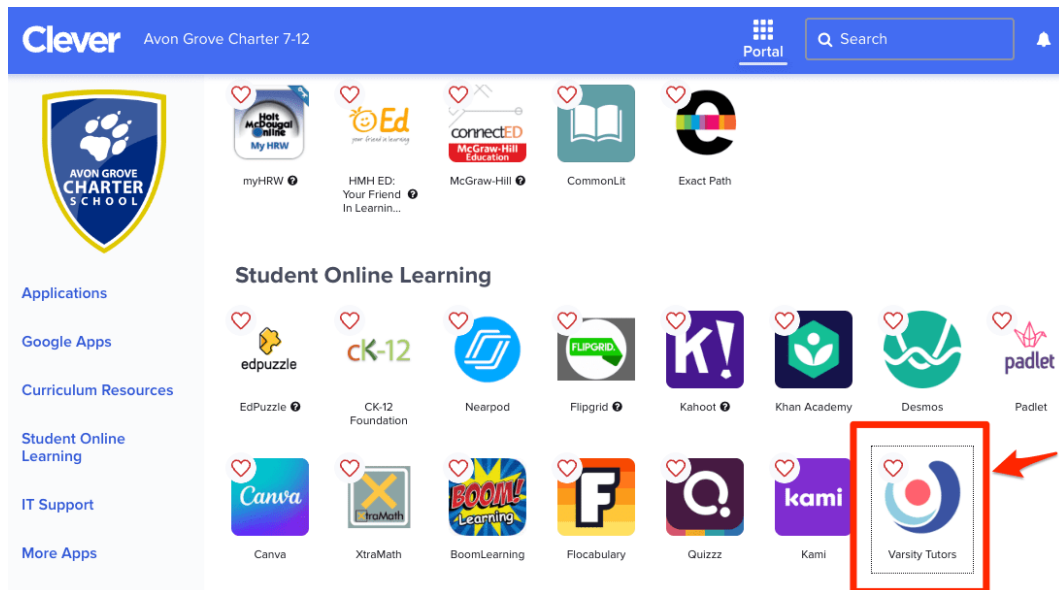 Clever
Avon Grove Charter 7-12
Portal
Search
AVON GROVE
CHARTER
SCHOOL
Applications
Google Apps
Curriculum Resources
Student Online
Learning
IT Support
More Apps
Holt
McDougal
Online
My HRW
myHRW ?
Ed
your friend in learning
HMH ED:
Your Friend ?
In Learnin...
connectED
McGraw-Hill
Education
McGraw-Hill ?
CommonLit
e
Exact Path
Student Online Learning
edpuzzle
EdPuzzle ?
cK-12
CK-12
Foundation
Nearpod
FLIPGRID.
Flipgrid ?
K!
Kahoot ?
Khan Academy
Desmos
padlet
Padlet
Canva
Canva
XtraMath
XtraMath
BOOM!
Learning
BoomLearning
F
Flocabulary
Q
Quizzz
kami
Kami
Varsity Tutors